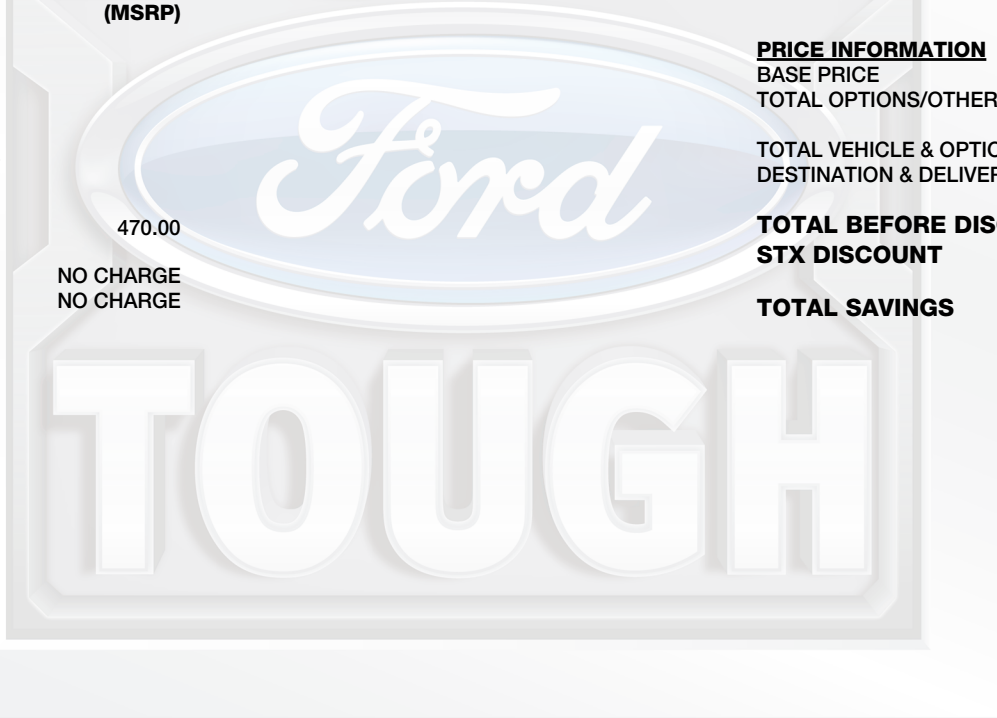 (MSRP)
470.00
NO CHARGE
NO CHARGE
PRICE INFORMATION
BASE PRICE
TOTAL OPTIONS/OTHER
TOTAL VEHICLE & OPTIO
DESTINATION & DELIVER
TOTAL BEFORE DISC
STX DISCOUNT
TOTAL SAVINGS
Ford
TOUGH